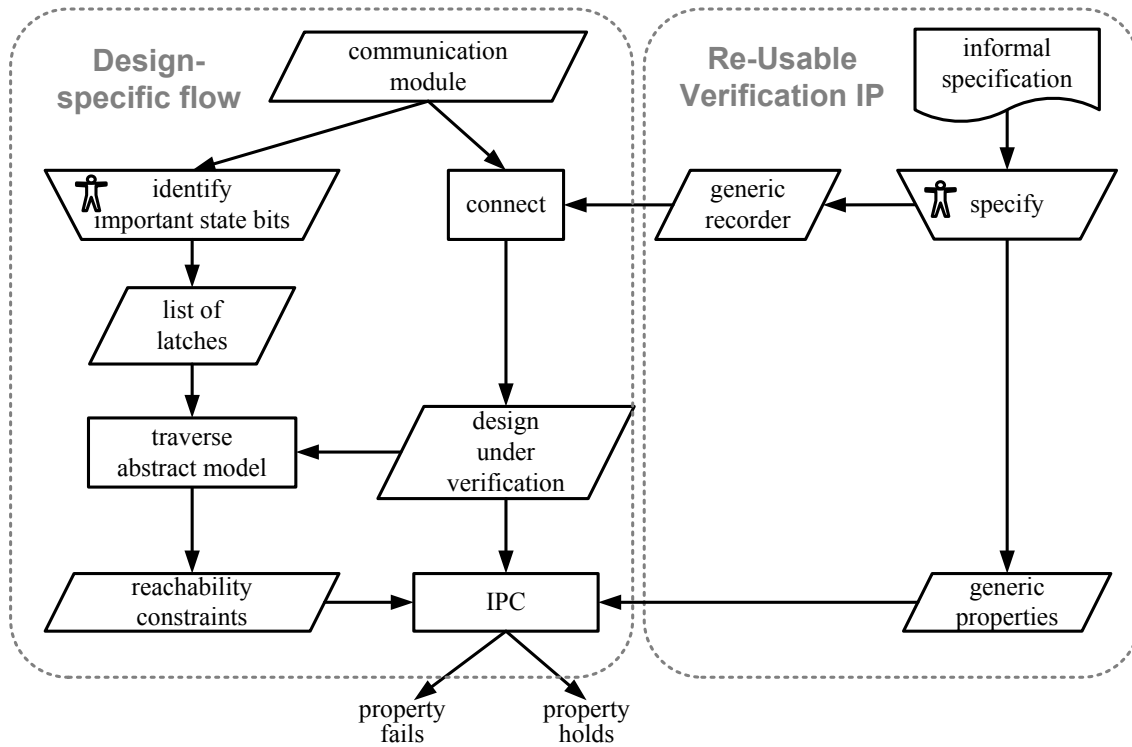 Design-
specific flow
communication
module
Re-Usable
Verification IP
informal
specification
identify
important state bits
connect
generic
recorder
specify
list of
latches
traverse
abstract model
design
under
verification
reachability
constraints
IPC
generic
properties
property
fails
property
holds